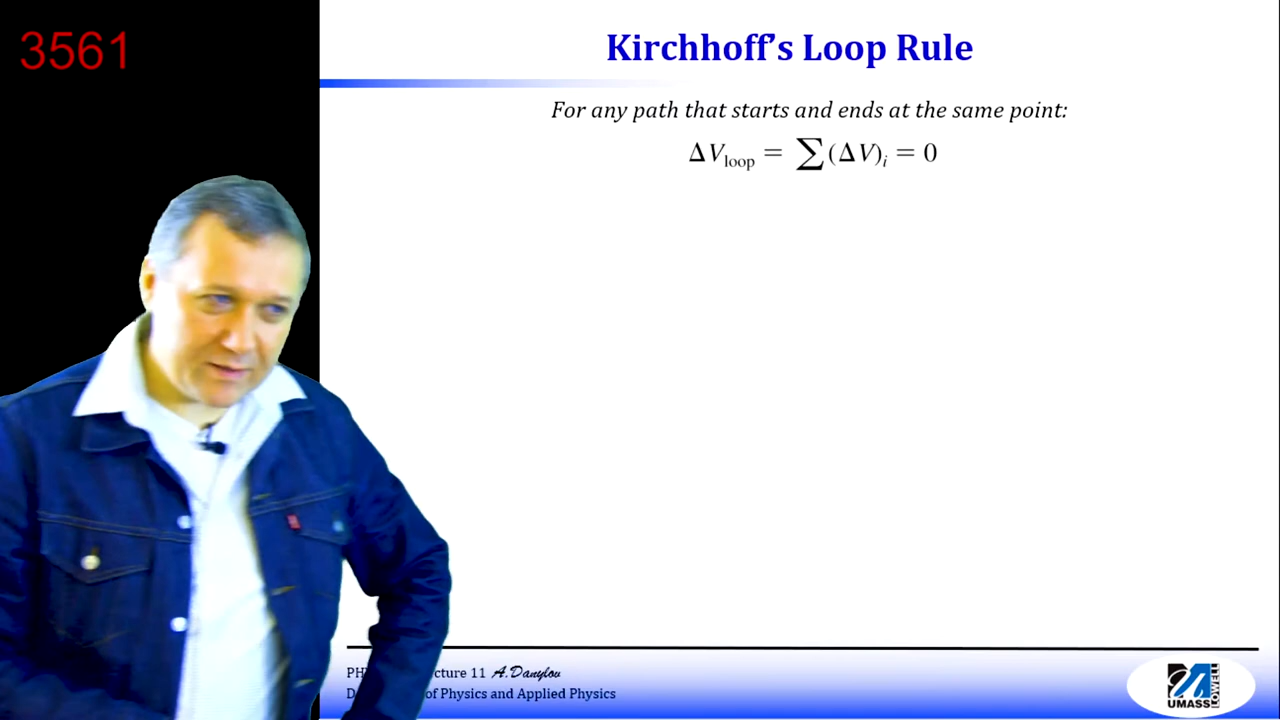 3561
Kirchhoff's Loop Rule
For any path that starts and ends at the same point:
ΔV_loop = ∑(ΔV)_i = 0
PH cture 11 A.Danylov
D of Physics and Applied Physics
UMASS
LOWELL